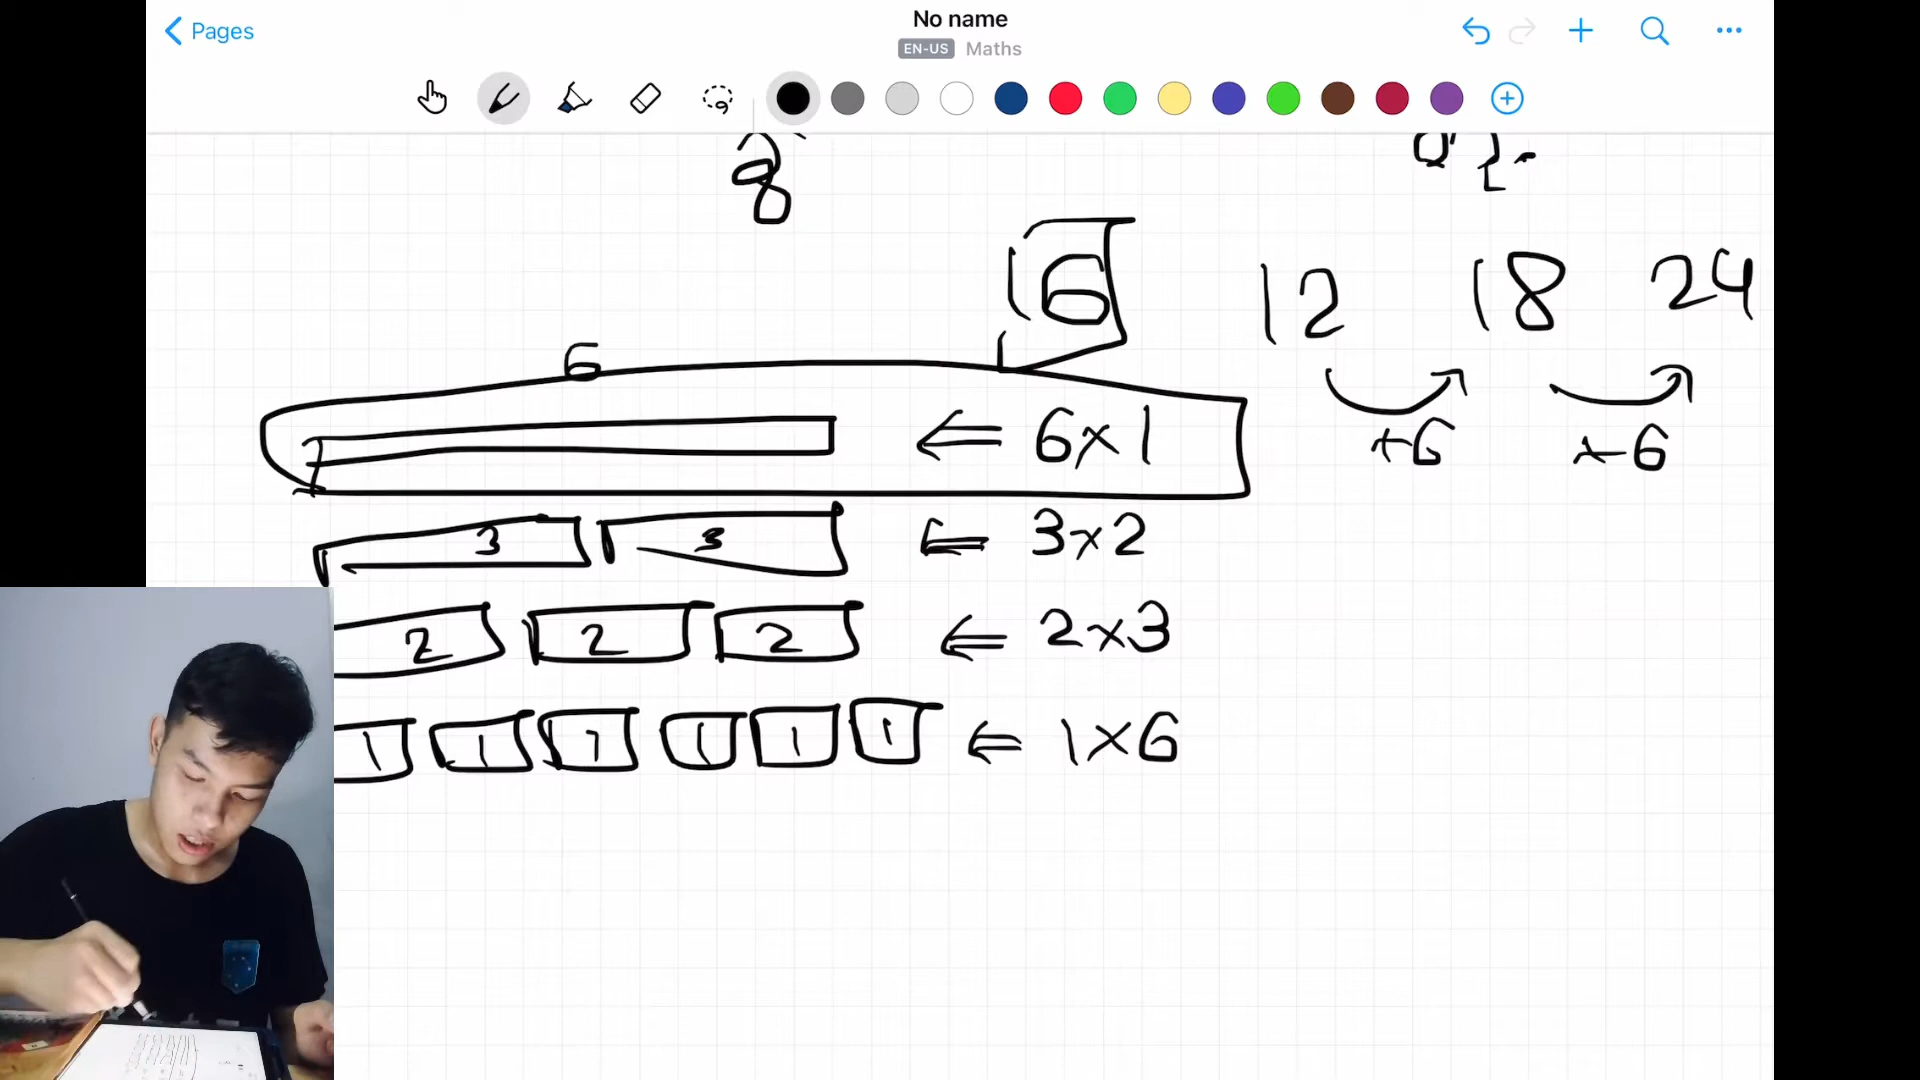 No name
Pages
EN-US Maths
8
16 12 18 24
6
6x1
+6 +6
3 3 3x2
2 2 2 2x3
1 1 1 1 1 1 1x6